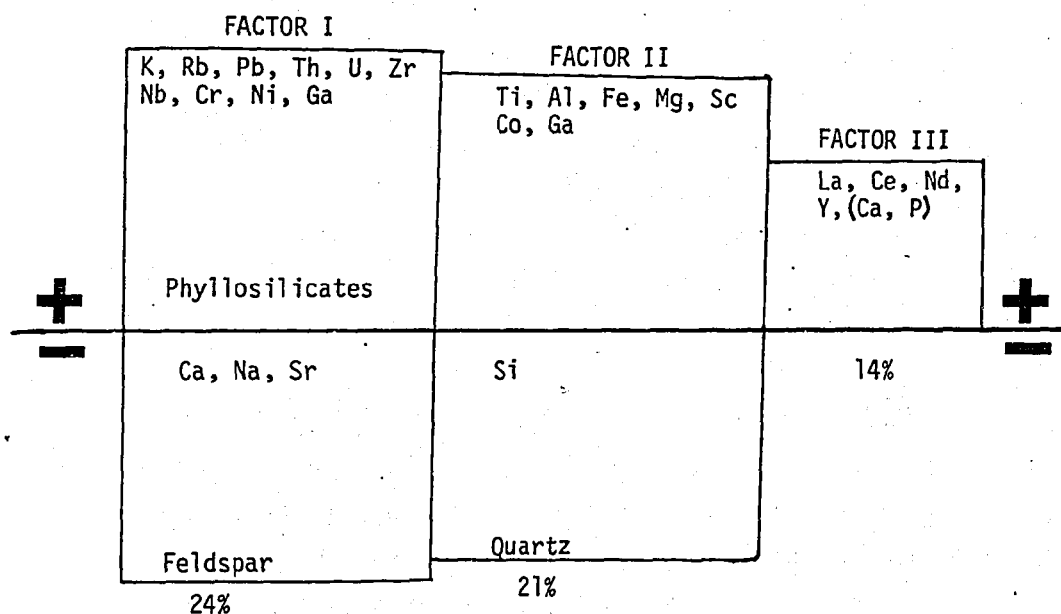 FACTOR I
K, Rb, Pb, Th, U, Zr
Nb, Cr, Ni, Ga
Phyllosilicates
Ca, Na, Sr
Feldspar
24%
FACTOR II
Ti, Al, Fe, Mg, Sc
Co, Ga
Si
Quartz
21%
FACTOR III
La, Ce, Nd,
Y, (Ca, P)
14%
+
−
+
−